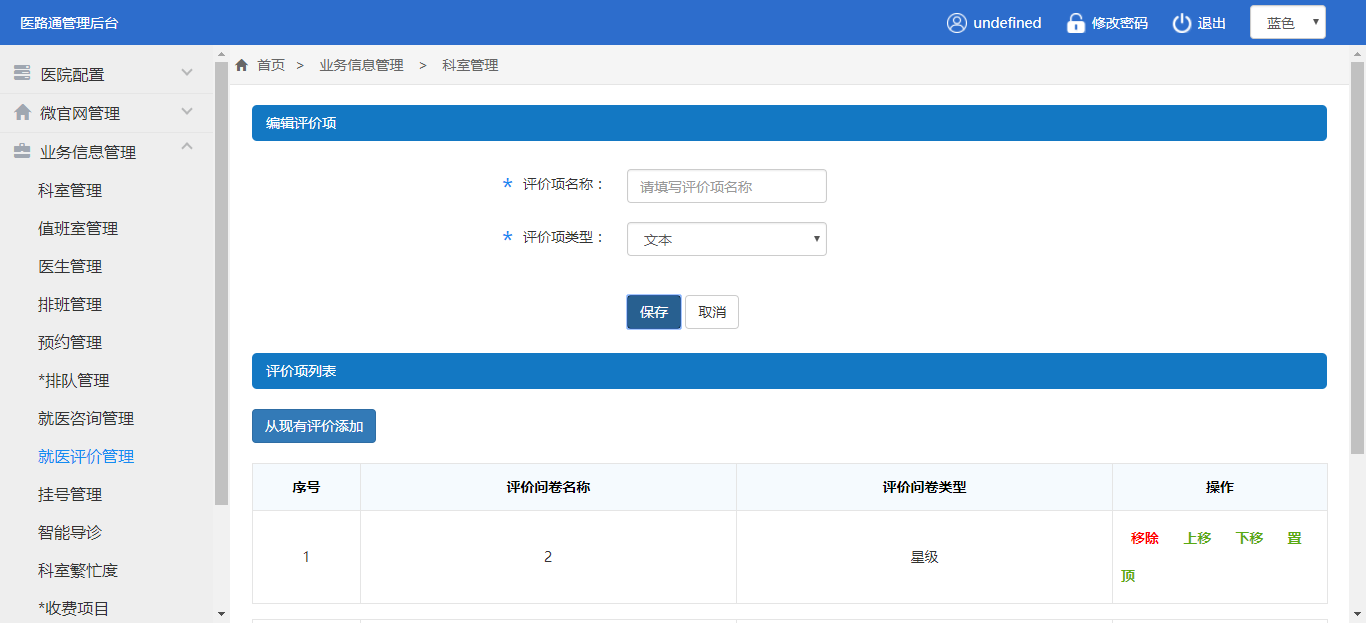 医路通管理后台
undefined 修改密码 退出 蓝色
医院配置
微官网管理
业务信息管理
科室管理
值班室管理
医生管理
排班管理
预约管理
*排队管理
就医咨询管理
就医评价管理
挂号管理
智能导诊
科室繁忙度
*收费项目
首页 > 业务信息管理 > 科室管理
编辑评价项
* 评价项名称： 请填写评价项名称
* 评价项类型： 文本
保存 取消
评价项列表
从现有评价添加
序号 评价问卷名称 评价问卷类型 操作
1 2 星级 移除 上移 下移 置
顶